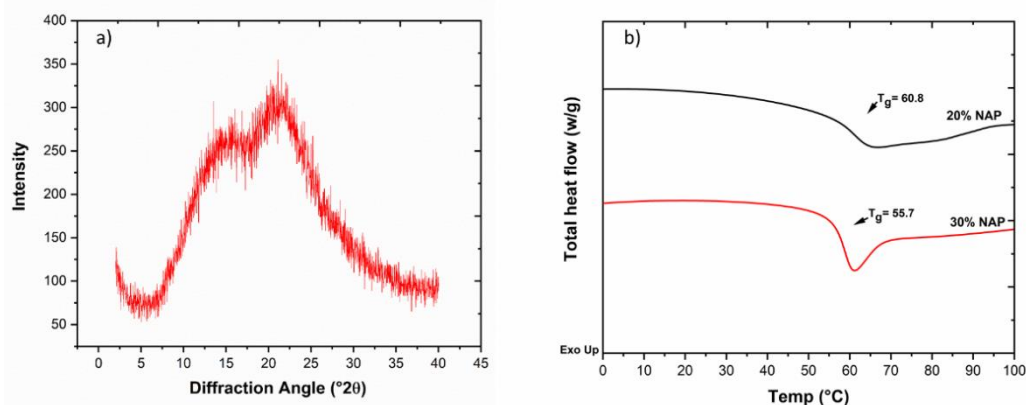 a)
400
350
300
250
200
150
100
50
Intensity
0 5 10 15 20 25 30 35 40 45
Diffraction Angle (°2θ)
b)
Total heat flow (w/g)
Tg= 60.8
20% NAP
Tg= 55.7
30% NAP
Exo Up
0 10 20 30 40 50 60 70 80 90 100
Temp (°C)